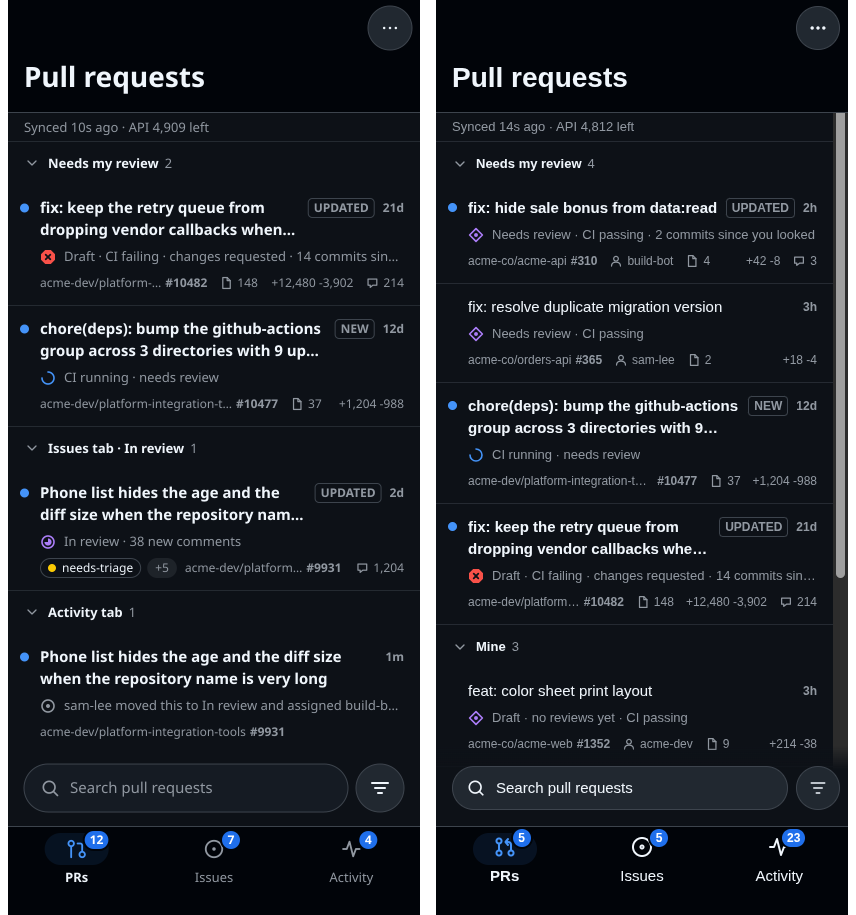 Pull requests
Synced 10s ago · API 4,909 left
Needs my review 2
fix: keep the retry queue from UPDATED 21d
dropping vendor callbacks when...
Draft · CI failing · changes requested · 14 commits sin...
acme-dev/platform-... #10482 148 +12,480 -3,902 214
chore(deps): bump the github-actions NEW 12d
group across 3 directories with 9 up...
CI running · needs review
acme-dev/platform-integration-t... #10477 37 +1,204 -988
Issues tab · In review 1
Phone list hides the age and the UPDATED 2d
diff size when the repository nam...
In review · 38 new comments
needs-triage +5 acme-dev/platform... #9931 1,204
Activity tab 1
Phone list hides the age and the diff size 1m
when the repository name is very long
sam-lee moved this to In review and assigned build-b...
acme-dev/platform-integration-tools #9931
Search pull requests
12 7 4
PRs Issues Activity
Pull requests
Synced 14s ago · API 4,812 left
Needs my review 4
fix: hide sale bonus from data:read UPDATED 2h
Needs review · CI passing · 2 commits since you looked
acme-co/acme-api #310 build-bot 4 +42 -8 3
fix: resolve duplicate migration version 3h
Needs review · CI passing
acme-co/orders-api #365 sam-lee 2 +18 -4
chore(deps): bump the github-actions NEW 12d
group across 3 directories with 9...
CI running · needs review
acme-dev/platform-integration-t... #10477 37 +1,204 -988
fix: keep the retry queue from UPDATED 21d
dropping vendor callbacks whe...
Draft · CI failing · changes requested · 14 commits sin...
acme-dev/platform... #10482 148 +12,480 -3,902 214
Mine 3
feat: color sheet print layout 3h
Draft · no reviews yet · CI passing
acme-co/acme-web #1352 acme-dev 9 +214 -38
Search pull requests
5 5 23
PRs Issues Activity